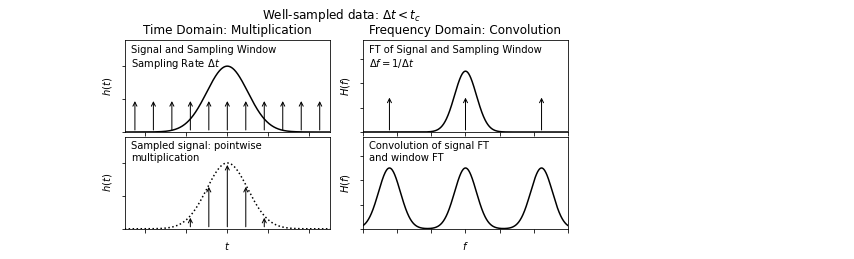 Well-sampled data: Δt < t_c
Time Domain: Multiplication
Frequency Domain: Convolution
Signal and Sampling Window
Sampling Rate Δt
h(t)
FT of Signal and Sampling Window
Δf = 1/Δt
H(f)
Sampled signal: pointwise
multiplication
h(t)
t
Convolution of signal FT
and window FT
H(f)
f